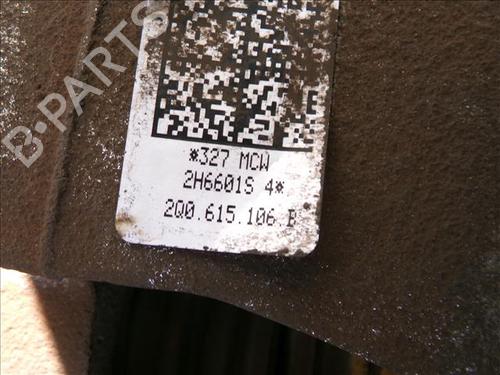 B-PARTS
*327 MCW
2H6601S 4*
2Q0.615.106.B